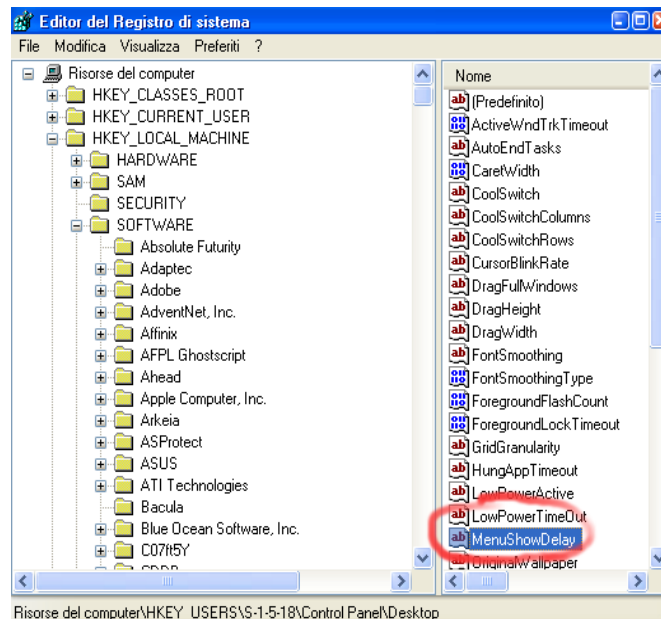 Editor del Registro di sistema
File Modifica Visualizza Preferiti ?
Risorse del computer
HKEY_CLASSES_ROOT
HKEY_CURRENT_USER
HKEY_LOCAL_MACHINE
HARDWARE
SAM
SECURITY
SOFTWARE
Absolute Futurity
Adaptec
Adobe
AdventNet, Inc.
Affinix
AFPL Ghostscript
Ahead
Apple Computer, Inc.
Arkeia
ASProtect
ASUS
ATI Technologies
Bacula
Blue Ocean Software, Inc.
C07ft5Y
Nome
(Predefinito)
ActiveWndTrkTimeout
AutoEndTasks
CaretWidth
CoolSwitch
CoolSwitchColumns
CoolSwitchRows
CursorBlinkRate
DragFullWindows
DragHeight
DragWidth
FontSmoothing
FontSmoothingType
ForegroundFlashCount
ForegroundLockTimeout
GridGranularity
HungAppTimeout
LowPowerActive
LowPowerTimeOut
MenuShowDelay
OriginalWallpaper
Risorse del computer\HKEY_USERS\S-1-5-18\Control Panel\Desktop